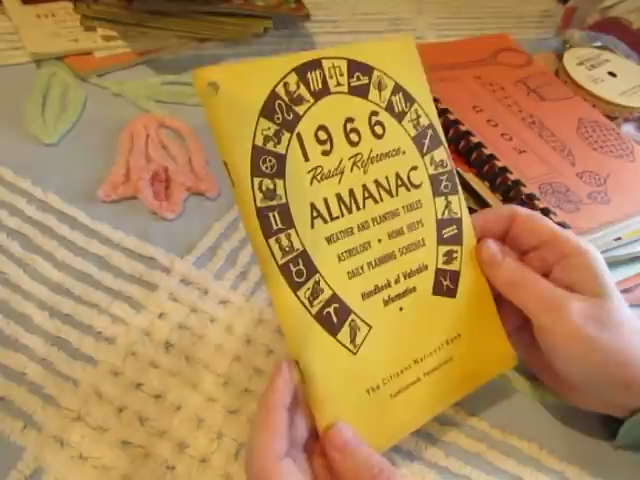 1966
Ready Reference
ALMANAC
WEATHER AND PLANTING TABLES
ASTROLOGY • HOME HELPS
DAILY PLANNING SCHEDULE
Handbook of Valuable
Information
The Citizens National Bank
FOOD